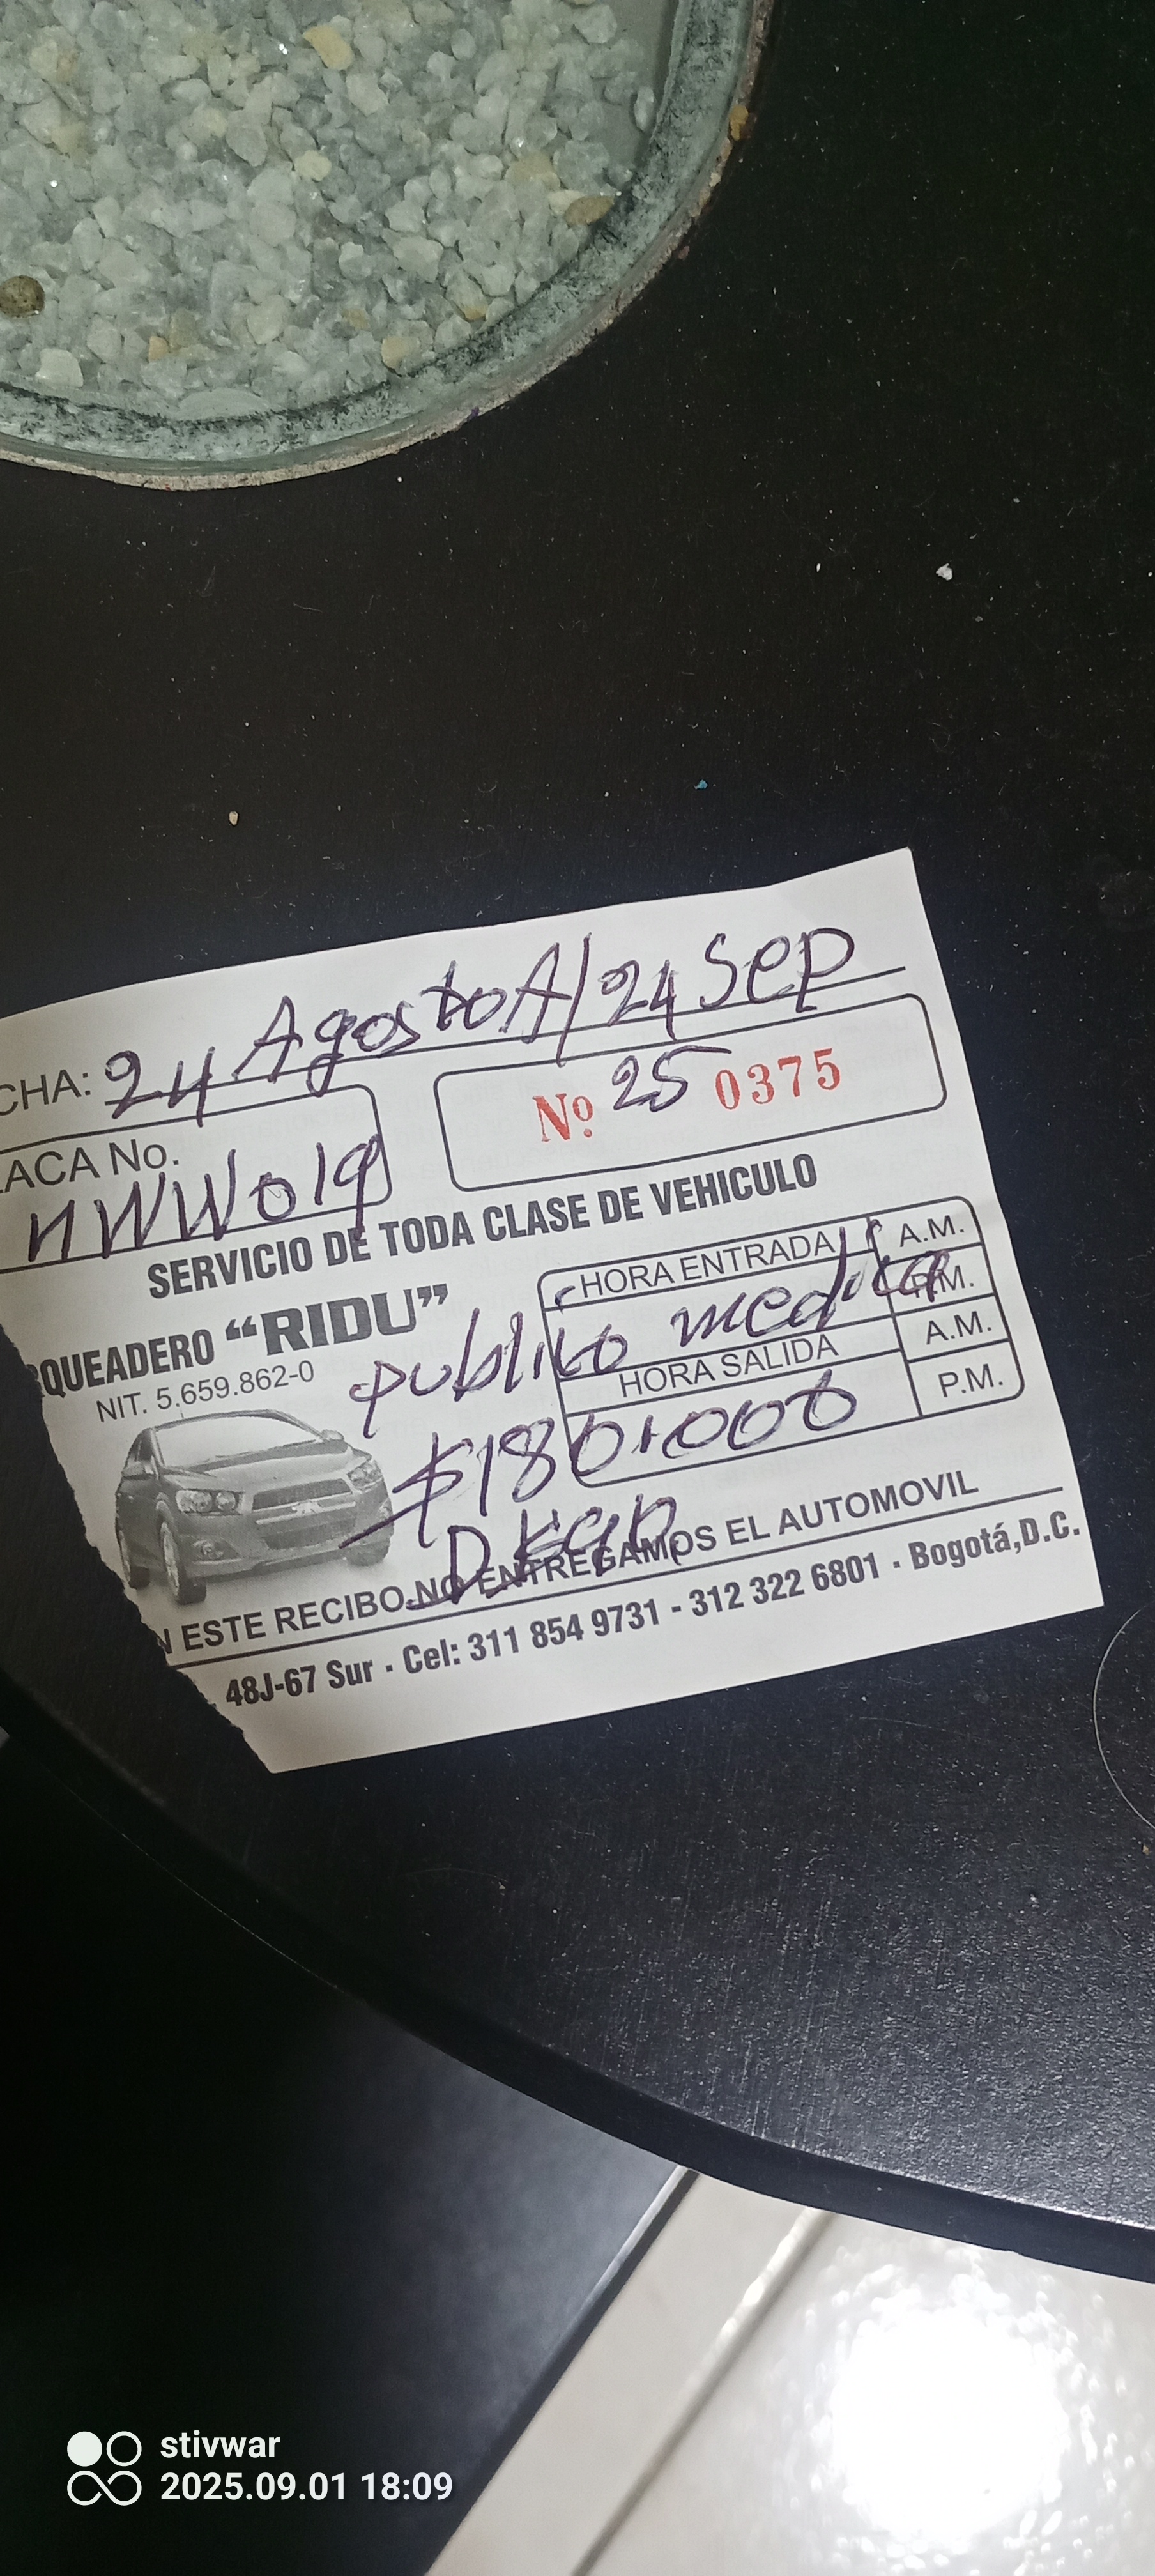 CHA: 24 Agosto A/24 Sep
Nº 25 0375
LACA No.
NWW019
SERVICIO DE TODA CLASE DE VEHICULO
RQUEADERO “RIDU”
NIT. 5.659.862-0
HORA ENTRADA A.M.
P.M.
publico medica
HORA SALIDA A.M.
P.M.
$180.000
N ESTE RECIBO NO ENTREGAMOS EL AUTOMOVIL
48J-67 Sur · Cel: 311 854 9731 - 312 322 6801 · Bogotá,D.C.
stivwar
2025.09.01 18:09